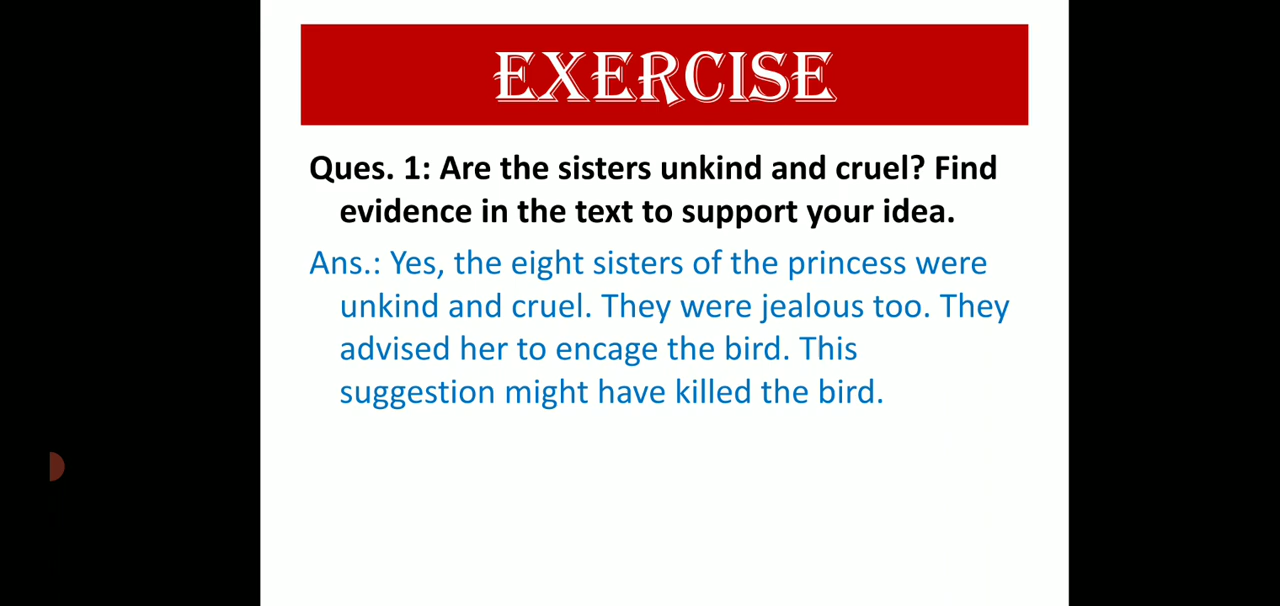 EXERCISE
Ques. 1: Are the sisters unkind and cruel? Find
evidence in the text to support your idea.
Ans.: Yes, the eight sisters of the princess were
unkind and cruel. They were jealous too. They
advised her to encage the bird. This
suggestion might have killed the bird.